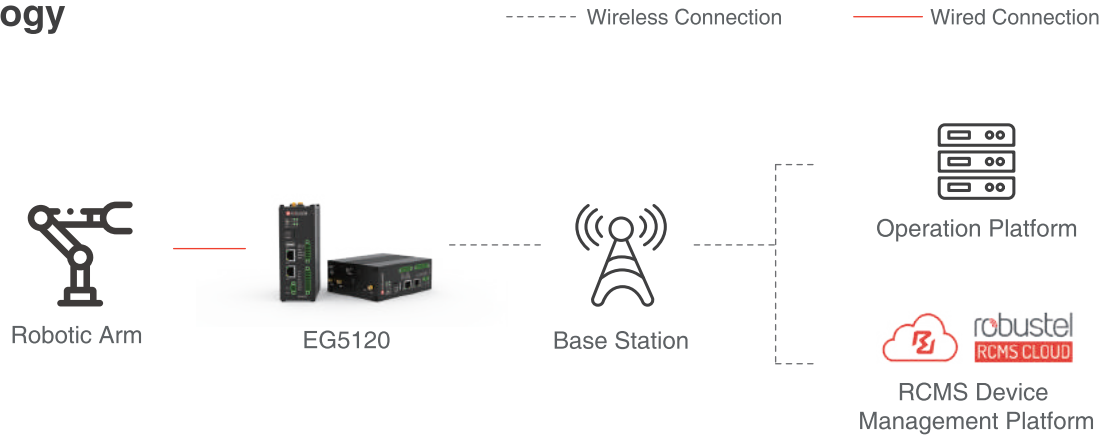 ogy
Wireless Connection
Wired Connection
Operation Platform
Robotic Arm
EG5120
Base Station
robustel
RCMS CLOUD
RCMS Device
Management Platform